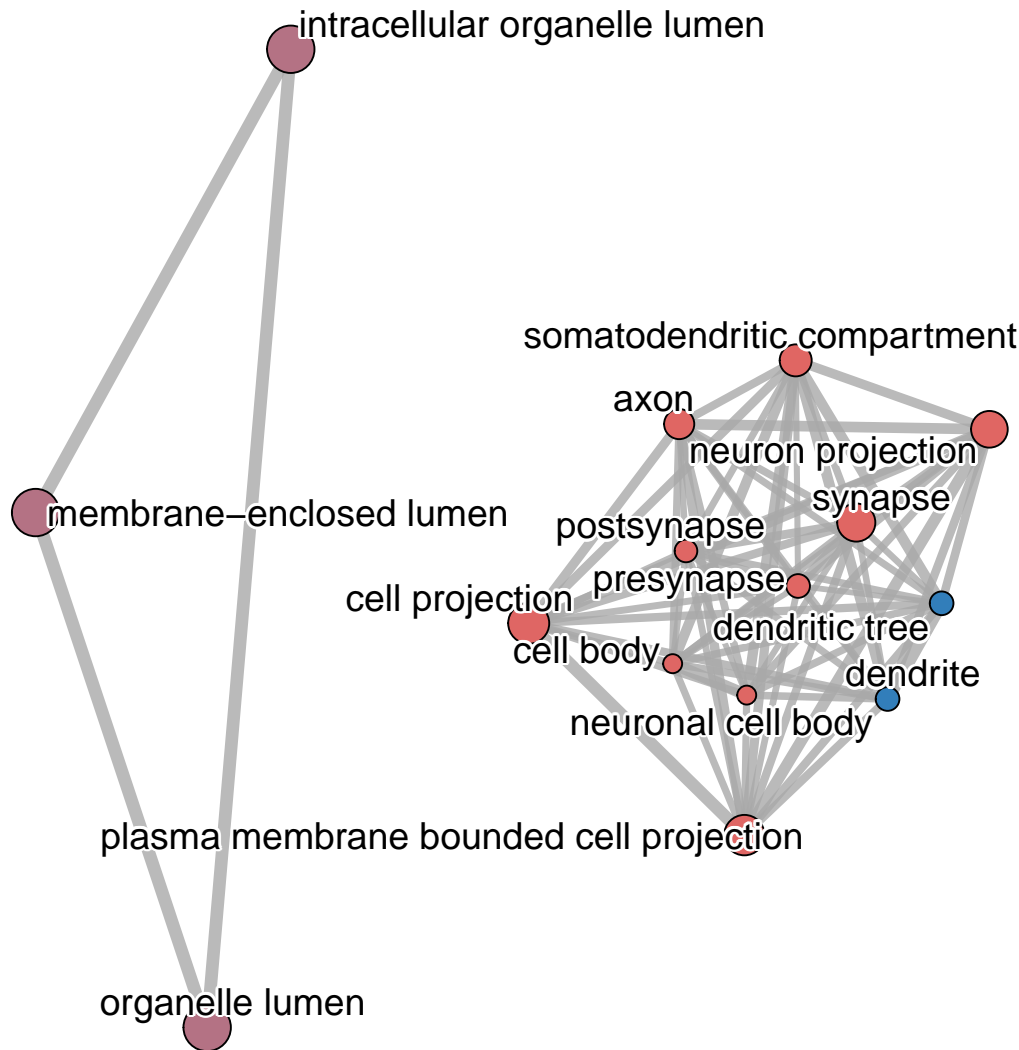 intracellular organelle lumen
somatodendritic compartment
axon
neuron projection
synapse
membrane−enclosed lumen
postsynapse
presynapse
cell projection
dendritic tree
cell body
dendrite
neuronal cell body
plasma membrane bounded cell projection
organelle lumen